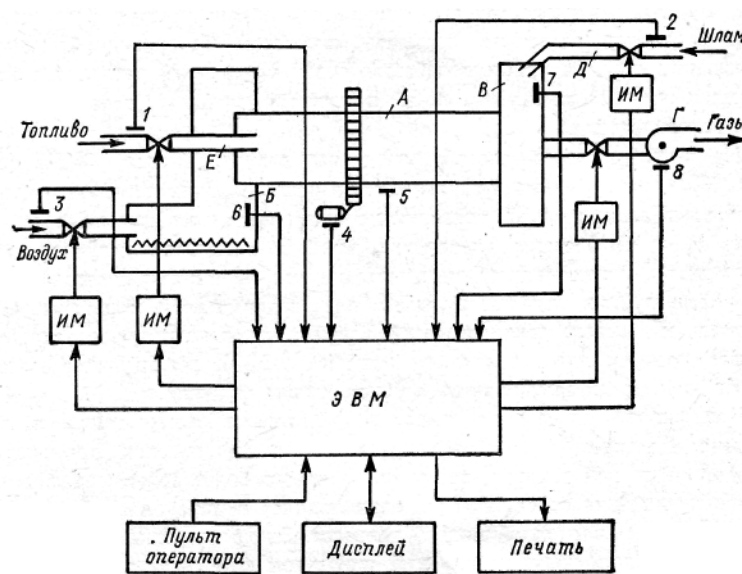 2
Шлам
Д
В
7
ИМ
Г
Газы
8
А
1
Топливо
Е
3
Б
6
5
4
Воздух
ИМ
ИМ
ИМ
ЭВМ
Пульт
оператора
Дисплей
Печать